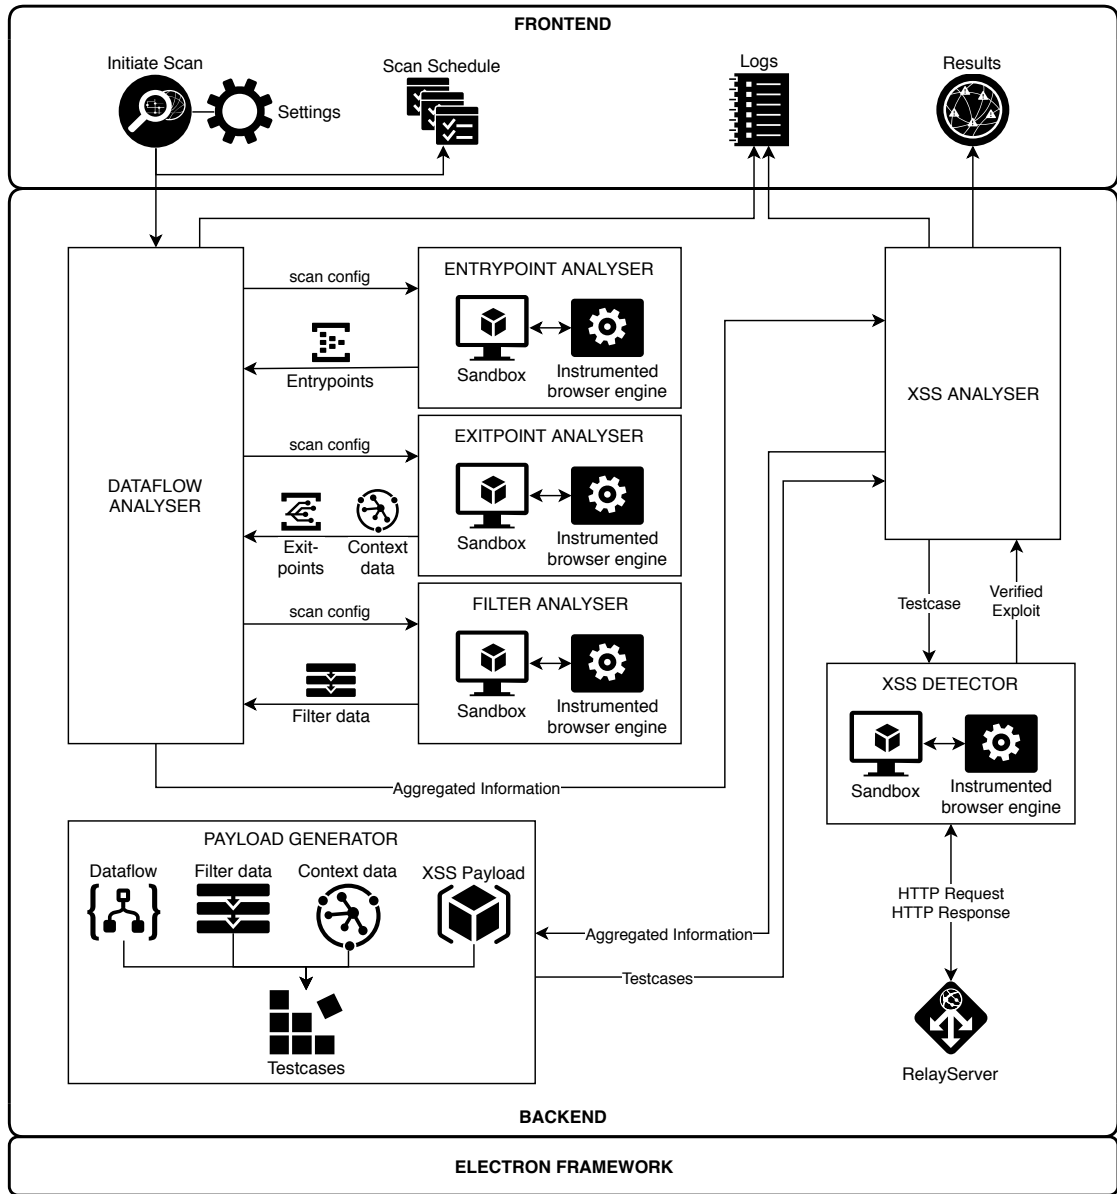 FRONTEND
Initiate Scan
Settings
Scan Schedule
Logs
Results
DATAFLOW
ANALYSER
scan config
Entrypoints
ENTRYPOINT ANALYSER
Sandbox
Instrumented
browser engine
scan config
Exit-
points
Context
data
EXITPOINT ANALYSER
Sandbox
Instrumented
browser engine
scan config
Filter data
FILTER ANALYSER
Sandbox
Instrumented
browser engine
Aggregated Information
XSS ANALYSER
Testcase
Verified
Exploit
XSS DETECTOR
Sandbox
Instrumented
browser engine
HTTP Request
HTTP Response
RelayServer
PAYLOAD GENERATOR
Dataflow
Filter data
Context data
XSS Payload
Testcases
Aggregated Information
Testcases
BACKEND
ELECTRON FRAMEWORK